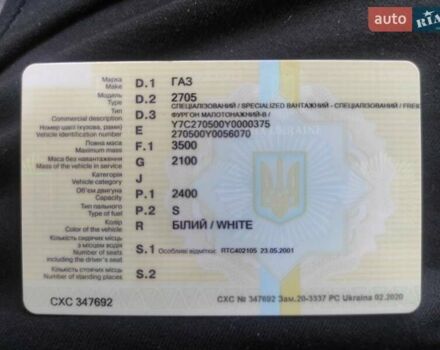 auto RIA
Марка
Make
D.1
ГАЗ
Модель
Type
D.2
2705
СПЕЦІАЛІЗОВАНИЙ / SPECIALIZED ВАНТАЖНИЙ - СПЕЦІАЛІЗОВАНИЙ / FREI
Тип
Commercial description
D.3
ФУРГОН МАЛОТОНАЖНИЙ-В /
Номер шасі (кузова, рами)
Vehicle identification number
E
Y7C270500Y0000375
270500Y0056070
UKRAINE
Повна маса
Maximum mass
F.1
3500
Маса без навантаження
Mass of the vehicle in service
G
2100
Категорія
Vehicle category
J
Об'єм двигуна
Capacity
P.1
2400
Тип пального
Type of fuel
P.2
S
Колір
Color of the vehicle
R
БІЛИЙ / WHITE
Кількість сидячих місць
з місцем водія
Number of seats
including the driver's seat
S.1
Особливі відмітки: RTC402105 23.05.2001
Кількість стоячих місць
Number of standing places
S.2
СХС 347692
СХС № 347692 Зам.20-3337 PC Ukraina 02.2020